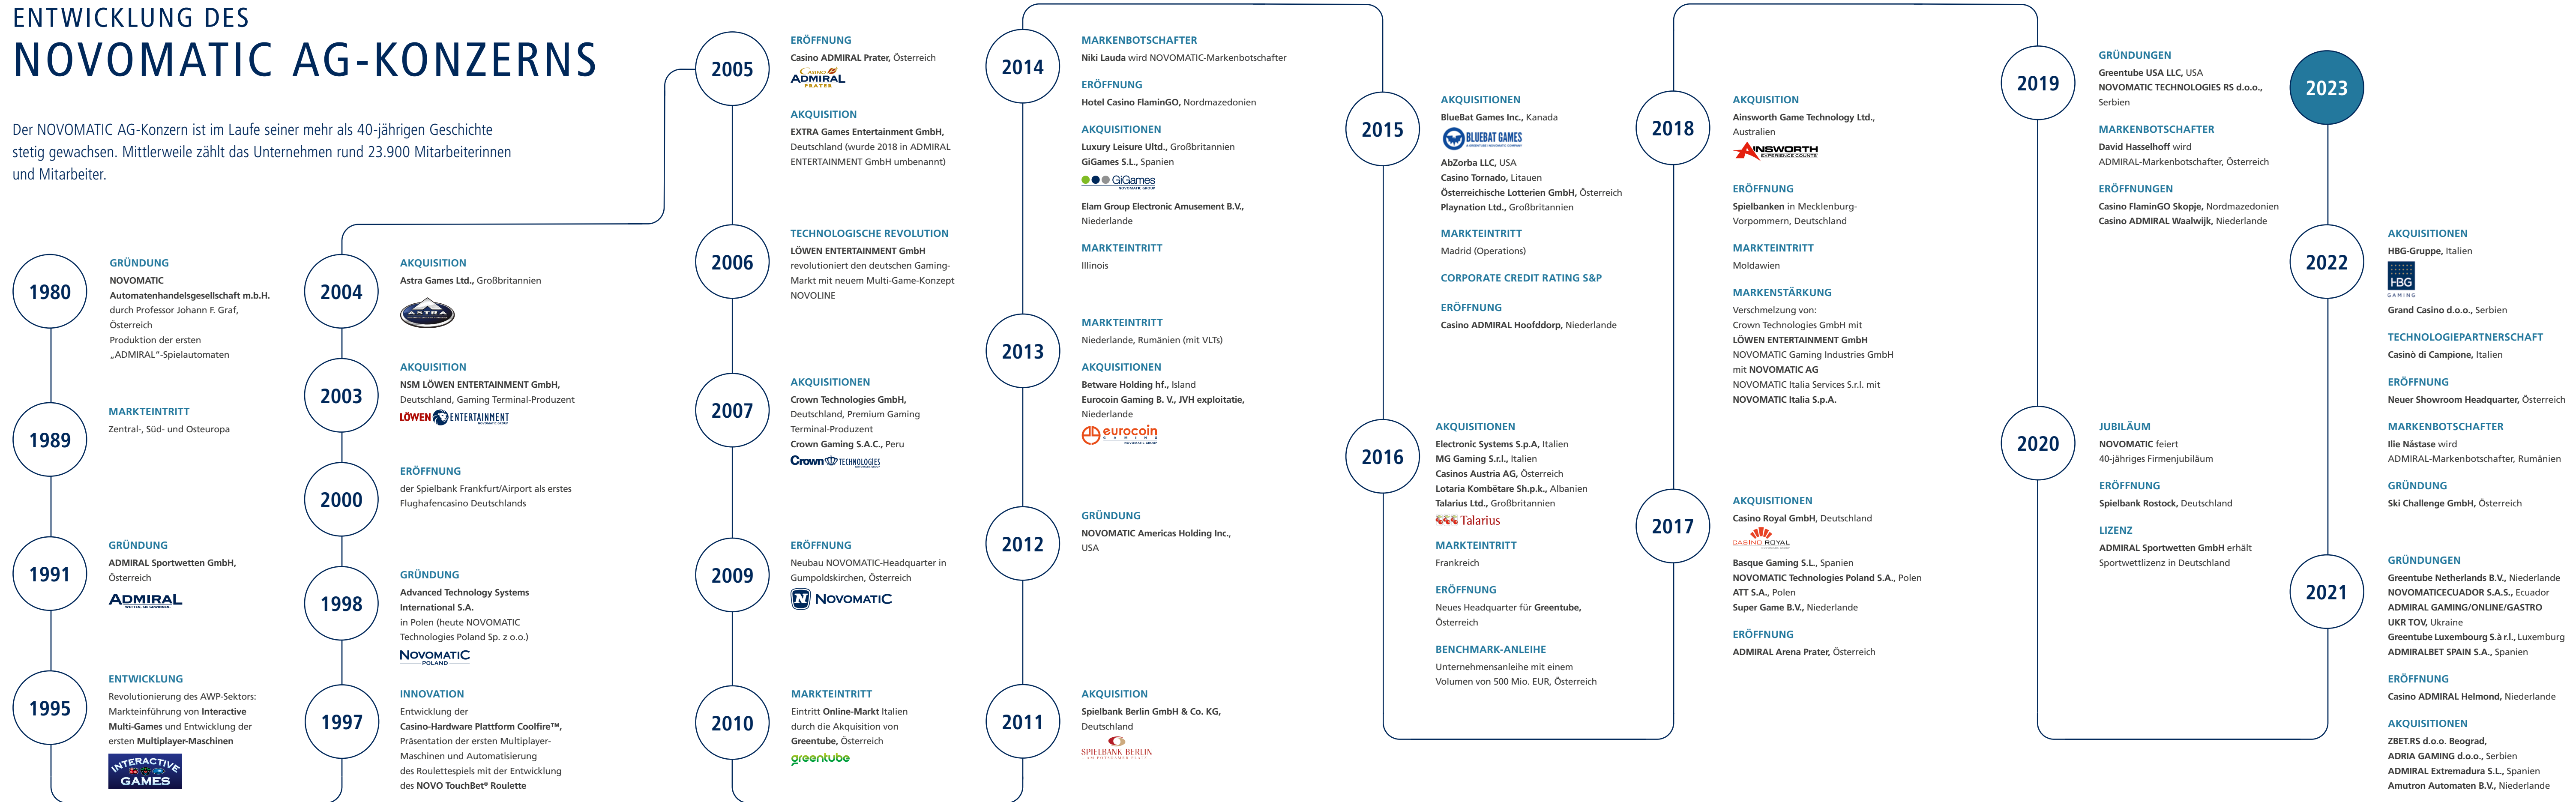 ENTWICKLUNG DES
NOVOMATIC AG-KONZERNS
Der NOVOMATIC AG-Konzern ist im Laufe seiner mehr als 40-jährigen Geschichte
stetig gewachsen. Mittlerweile zählt das Unternehmen rund 23.900 Mitarbeiterinnen
und Mitarbeiter.
1980
GRÜNDUNG
NOVOMATIC
Automatenhandelsgesellschaft m.b.H.
durch Professor Johann F. Graf,
Österreich
Produktion der ersten
„ADMIRAL“-Spielautomaten
1989
MARKTEINTRITT
Zentral-, Süd- und Osteuropa
1991
GRÜNDUNG
ADMIRAL Sportwetten GmbH,
Österreich
ADMIRAL
WETTEN, UM GEWINNEN.
1995
ENTWICKLUNG
Revolutionierung des AWP-Sektors:
Markteinführung von Interactive
Multi-Games und Entwicklung der
ersten Multiplayer-Maschinen
INTERACTIVE
GAMES
1997
INNOVATION
Entwicklung der
Casino-Hardware Plattform Coolfire™,
Präsentation der ersten Multiplayer-
Maschinen und Automatisierung
des Roulettespiels mit der Entwicklung
des NOVO TouchBet® Roulette
1998
GRÜNDUNG
Advanced Technology Systems
International S.A.
in Polen (heute NOVOMATIC
Technologies Poland Sp. z o.o.)
NOVOMATIC
POLAND
2000
ERÖFFNUNG
der Spielbank Frankfurt/Airport als erstes
Flughafencasino Deutschlands
2003
AKQUISITION
NSM LÖWEN ENTERTAINMENT GmbH,
Deutschland, Gaming Terminal-Produzent
LÖWEN ENTERTAINMENT
NOVOMATIC GROUP
2004
AKQUISITION
Astra Games Ltd., Großbritannien
ASTRA
2005
ERÖFFNUNG
Casino ADMIRAL Prater, Österreich
CASINO
ADMIRAL
PRATER
AKQUISITION
EXTRA Games Entertainment GmbH,
Deutschland (wurde 2018 in ADMIRAL
ENTERTAINMENT GmbH umbenannt)
2006
TECHNOLOGISCHE REVOLUTION
LÖWEN ENTERTAINMENT GmbH
revolutioniert den deutschen Gaming-
Markt mit neuem Multi-Game-Konzept
NOVOLINE
2007
AKQUISITIONEN
Crown Technologies GmbH,
Deutschland, Premium Gaming
Terminal-Produzent
Crown Gaming S.A.C., Peru
Crown TECHNOLOGIES
NOVOMATIC GROUP
2009
ERÖFFNUNG
Neubau NOVOMATIC-Headquarter in
Gumpoldskirchen, Österreich
N NOVOMATIC
2010
MARKTEINTRITT
Eintritt Online-Markt Italien
durch die Akquisition von
Greentube, Österreich
greentube
2011
AKQUISITION
Spielbank Berlin GmbH & Co. KG,
Deutschland
SPIELBANK BERLIN
AM POTSDAMER PLATZ
2012
GRÜNDUNG
NOVOMATIC Americas Holding Inc.,
USA
2013
MARKTEINTRITT
Niederlande, Rumänien (mit VLTs)
AKQUISITIONEN
Betware Holding hf., Island
Eurocoin Gaming B. V., JVH exploitatie,
Niederlande
eurocoin
GAMING
NOVOMATIC GROUP
2014
MARKENBOTSCHAFTER
Niki Lauda wird NOVOMATIC-Markenbotschafter
ERÖFFNUNG
Hotel Casino FlaminGO, Nordmazedonien
AKQUISITIONEN
Luxury Leisure Ultd., Großbritannien
GiGames S.L., Spanien
GiGames
NOVOMATIC GROUP
Elam Group Electronic Amusement B.V.,
Niederlande
MARKTEINTRITT
Illinois
2015
AKQUISITIONEN
BlueBat Games Inc., Kanada
BLUEBAT GAMES
A GREENTUBE / NOVOMATIC COMPANY
AbZorba LLC, USA
Casino Tornado, Litauen
Österreichische Lotterien GmbH, Österreich
Playnation Ltd., Großbritannien
MARKTEINTRITT
Madrid (Operations)
CORPORATE CREDIT RATING S&P
ERÖFFNUNG
Casino ADMIRAL Hoofddorp, Niederlande
2016
AKQUISITIONEN
Electronic Systems S.p.A, Italien
MG Gaming S.r.l., Italien
Casinos Austria AG, Österreich
Lotaria Kombëtare Sh.p.k., Albanien
Talarius Ltd., Großbritannien
Talarius
MARKTEINTRITT
Frankreich
ERÖFFNUNG
Neues Headquarter für Greentube,
Österreich
BENCHMARK-ANLEIHE
Unternehmensanleihe mit einem
Volumen von 500 Mio. EUR, Österreich
2017
AKQUISITIONEN
Casino Royal GmbH, Deutschland
CASINO ROYAL
Basque Gaming S.L., Spanien
NOVOMATIC Technologies Poland S.A., Polen
ATT S.A., Polen
Super Game B.V., Niederlande
ERÖFFNUNG
ADMIRAL Arena Prater, Österreich
2018
AKQUISITION
Ainsworth Game Technology Ltd.,
Australien
AINSWORTH
EXPERIENCE COUNTS
ERÖFFNUNG
Spielbanken in Mecklenburg-
Vorpommern, Deutschland
MARKTEINTRITT
Moldawien
MARKENSTÄRKUNG
Verschmelzung von:
Crown Technologies GmbH mit
LÖWEN ENTERTAINMENT GmbH
NOVOMATIC Gaming Industries GmbH
mit NOVOMATIC AG
NOVOMATIC Italia Services S.r.l. mit
NOVOMATIC Italia S.p.A.
2019
GRÜNDUNGEN
Greentube USA LLC, USA
NOVOMATIC TECHNOLOGIES RS d.o.o.,
Serbien
MARKENBOTSCHAFTER
David Hasselhoff wird
ADMIRAL-Markenbotschafter, Österreich
ERÖFFNUNGEN
Casino FlaminGO Skopje, Nordmazedonien
Casino ADMIRAL Waalwijk, Niederlande
2020
JUBILÄUM
NOVOMATIC feiert
40-jähriges Firmenjubiläum
ERÖFFNUNG
Spielbank Rostock, Deutschland
LIZENZ
ADMIRAL Sportwetten GmbH erhält
Sportwettlizenz in Deutschland
2021
GRÜNDUNGEN
Greentube Netherlands B.V., Niederlande
NOVOMATICECUADOR S.A.S., Ecuador
ADMIRAL GAMING/ONLINE/GASTRO
UKR TOV, Ukraine
Greentube Luxembourg S.à r.l., Luxemburg
ADMIRALBET SPAIN S.A., Spanien
ERÖFFNUNG
Casino ADMIRAL Helmond, Niederlande
AKQUISITIONEN
ZBET.RS d.o.o. Beograd,
ADRIA GAMING d.o.o., Serbien
ADMIRAL Extremadura S.L., Spanien
Amutron Automaten B.V., Niederlande
2022
AKQUISITIONEN
HBG-Gruppe, Italien
HBG
GAMING
Grand Casino d.o.o., Serbien
TECHNOLOGIEPARTNERSCHAFT
Casinò di Campione, Italien
ERÖFFNUNG
Neuer Showroom Headquarter, Österreich
MARKENBOTSCHAFTER
Ilie Năstase wird
ADMIRAL-Markenbotschafter, Rumänien
GRÜNDUNG
Ski Challenge GmbH, Österreich
2023